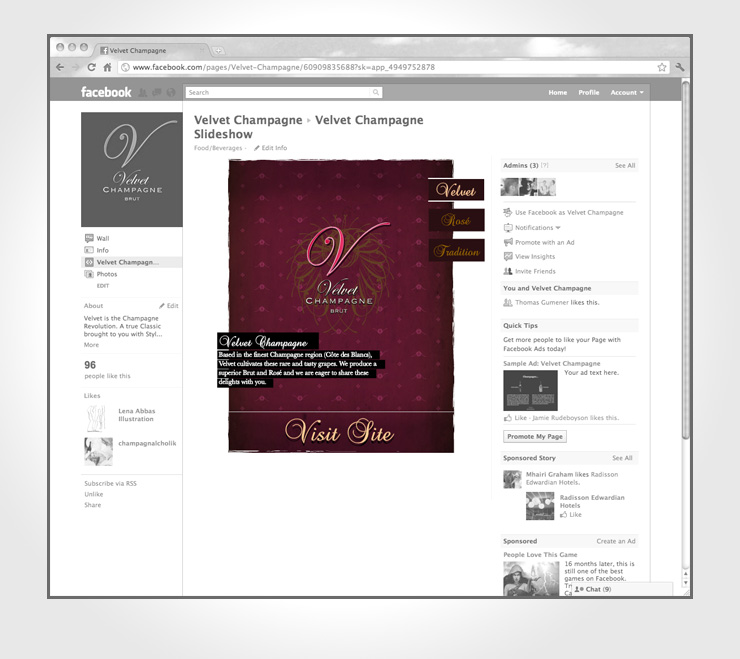 Velvet Champagne
www.facebook.com/pages/Velvet-Champagne/60909835688?sk=app_4949752878
facebook
Search
Home Profile Account
V
Velvet
CHAMPAGNE
BRUT
Wall
Info
Velvet Champagn...
Photos
EDIT
About Edit
Velvet is the Champagne
Revolution. A true Classic
brought to you with Styl...
More
96
people like this
Likes
Lena Abbas
Illustration
champagnalcholik
Subscribe via RSS
Unlike
Share
Velvet Champagne ▸ Velvet Champagne
Slideshow
Food/Beverages · Edit Info
Velvet
Rosé
Tradition
V
Velvet
CHAMPAGNE
BRUT
Velvet Champagne
Based in the finest Champagne region (Côte des Blancs),
Velvet cultivates these rare and tasty grapes. We produce a
superior Brut and Rosé and we are eager to share these
delights with you.
Visit Site
Admins (3) [?] See All
Use Facebook as Velvet Champagne
Notifications
Promote with an Ad
View Insights
Invite Friends
You and Velvet Champagne
Thomas Gumener likes this.
Quick Tips
Get more people to like your Page with
Facebook Ads today!
Sample Ad: Velvet Champagne
Your ad text here.
Like · Jamie Rudeboyson likes this.
Promote My Page
Sponsored Story See All
Mhairi Graham likes Radisson
Edwardian Hotels.
Radisson Edwardian
Hotels
Like
Sponsored Create an Ad
People Love This Game
16 months later, this is
still one of the best
games on Facebook.
Chat (9)